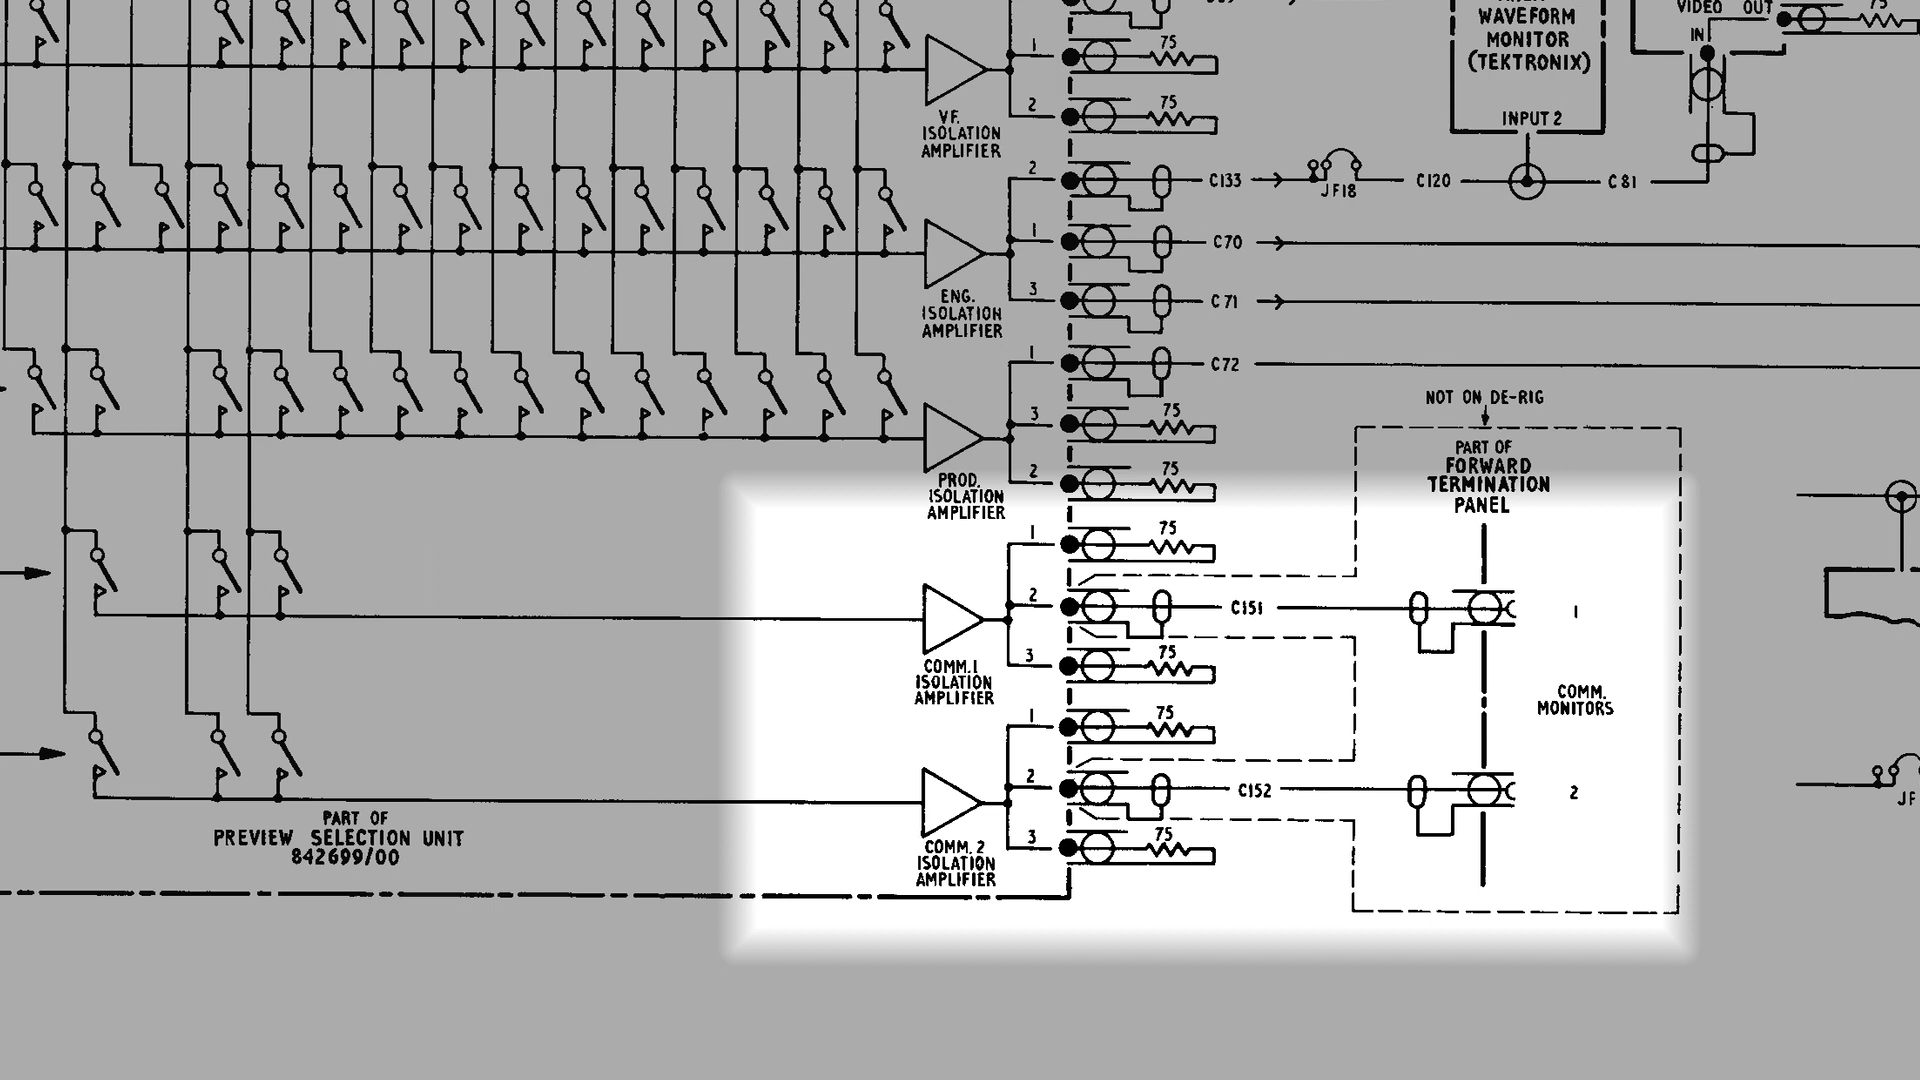 WAVEFORM
MONITOR
(TEKTRONIX)
INPUT 2
VIDEO OUT
75
IN
1
75
2
75
V.F.
ISOLATION
AMPLIFIER
2
C133
JF18
C120
C81
1
C70
3
C71
ENG.
ISOLATION
AMPLIFIER
1
C72
3
75
2
75
PROD.
ISOLATION
AMPLIFIER
NOT ON DE-RIG
PART OF
FORWARD
TERMINATION
PANEL
1
75
2
C151
1
3
75
COMM.1
ISOLATION
AMPLIFIER
COMM.
MONITORS
1
75
2
C152
2
3
75
COMM. 2
ISOLATION
AMPLIFIER
JF
PART OF
PREVIEW SELECTION UNIT
842699/00